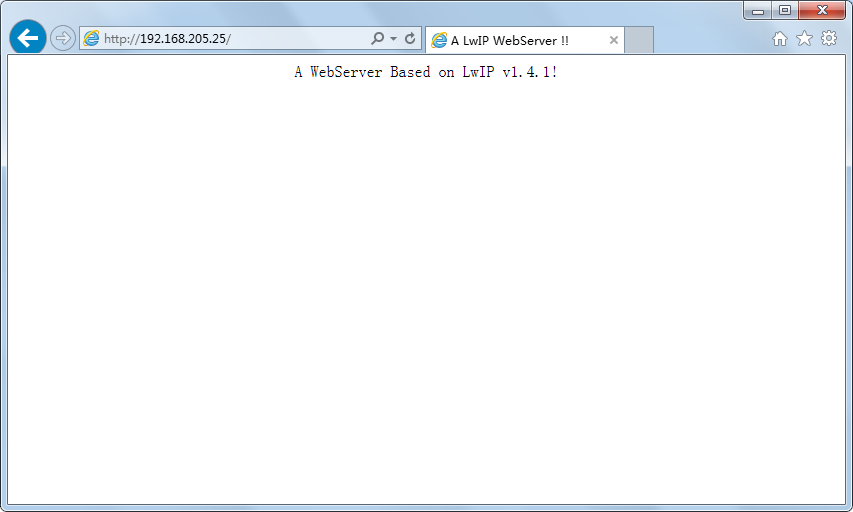 http://192.168.205.25/
A LwIP WebServer !!
A WebServer Based on LwIP v1.4.1!